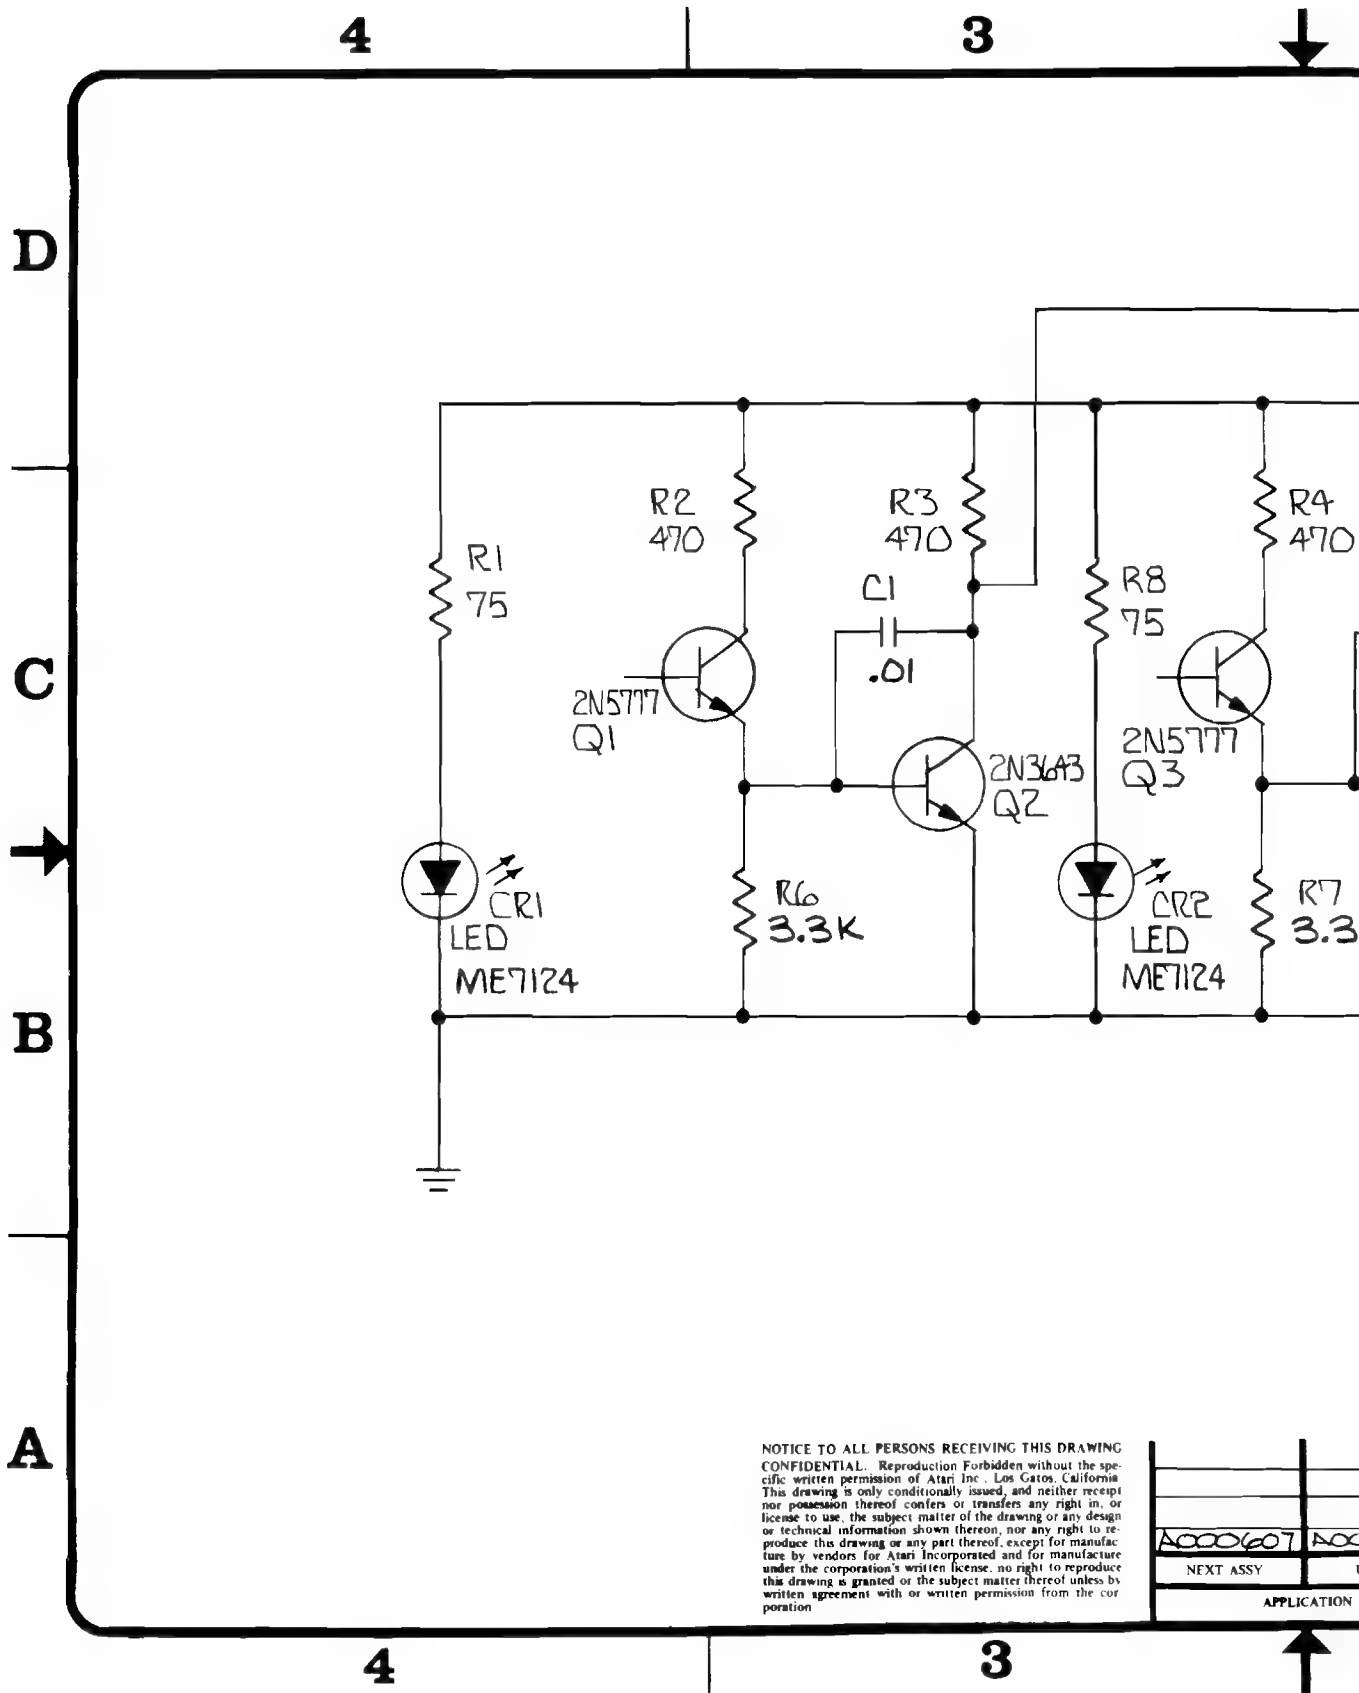 4
3
D
R2
470
R3
470
R4
470
R1
75
C1
.01
R8
75
C
2N5777
Q1
2N5777
Q3
2N3643
Q2
CR1
LED
ME7124
R6
3.3K
CR2
LED
ME7124
R7
3.3
B
A
NOTICE TO ALL PERSONS RECEIVING THIS DRAWING
CONFIDENTIAL. Reproduction Forbidden without the spe-
cific written permission of Atari Inc., Los Gatos, California
This drawing is only conditionally issued, and neither receipt
nor possession thereof confers or transfers any right in, or
license to use, the subject matter of the drawing or any design
or technical information shown thereon, nor any right to re-
produce this drawing or any part thereof, except for manufac
ture by vendors for Atari Incorporated and for manufacture
under the corporation's written license, no right to reproduce
this drawing is granted or the subject matter thereof unless by
written agreement with or written permission from the cor
poration
A000607
NEXT ASSY
APPLICATION
4
3